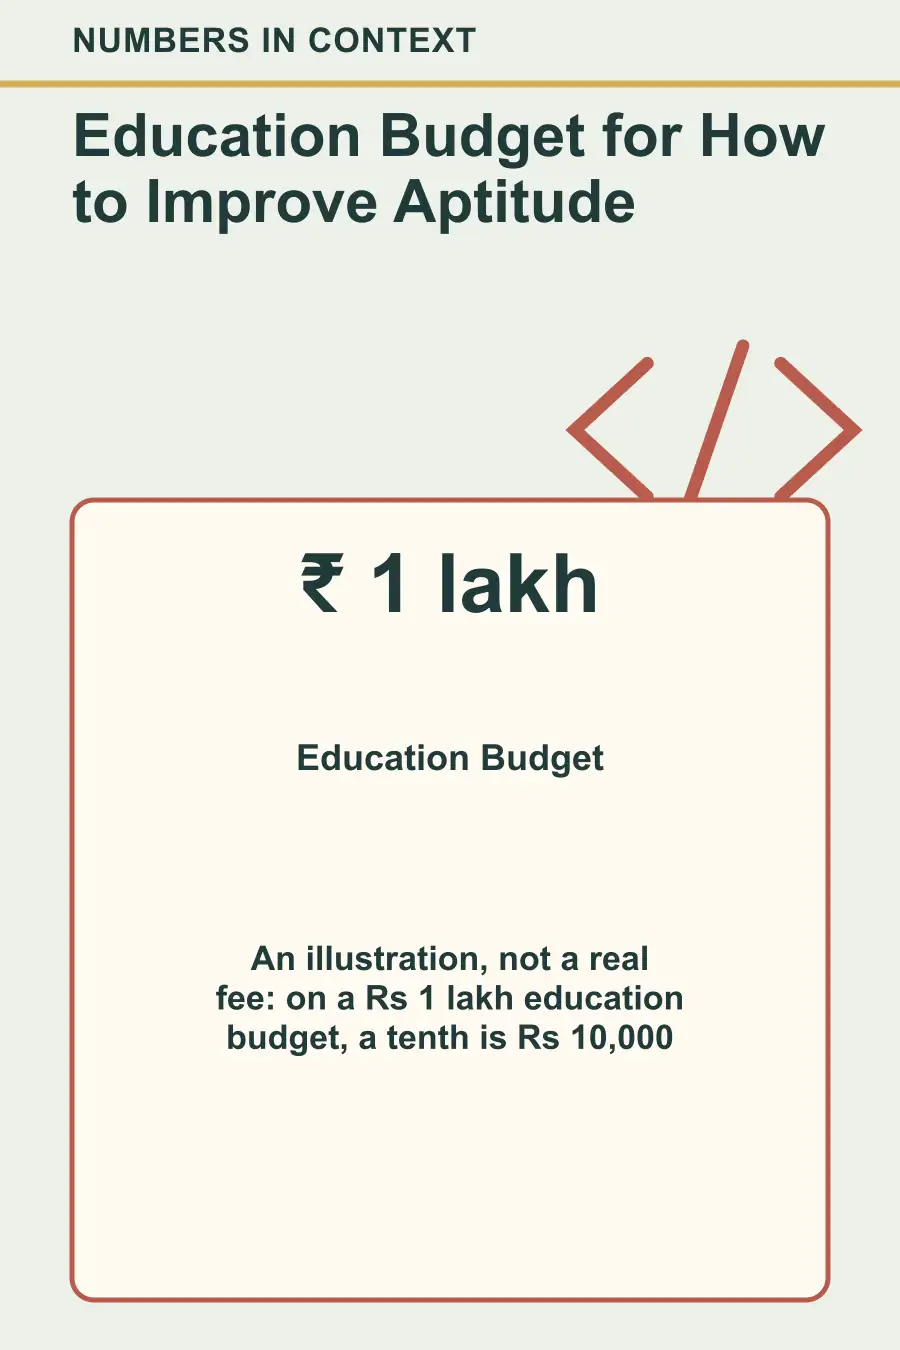 NUMBERS IN CONTEXT
Education Budget for How
to Improve Aptitude
₹ 1 lakh
Education Budget
An illustration, not a real
fee: on a Rs 1 lakh education
budget, a tenth is Rs 10,000